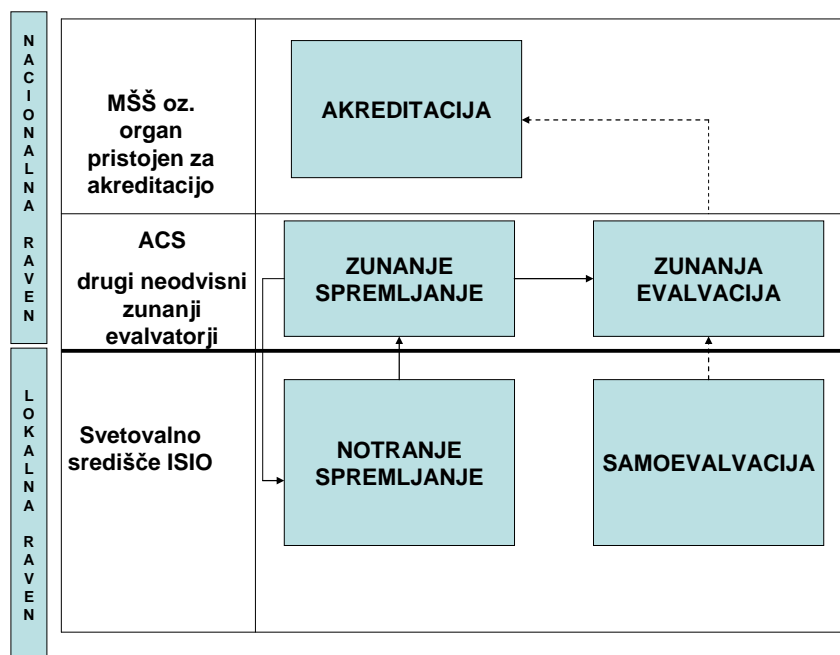 NACIONALNA RAVEN
MŠŠ oz.
organ
pristojen za
akreditacijo
AKREDITACIJA
ACS
drugi neodvisni
zunanji
evalvatorji
ZUNANJE
SPREMLJANJE
ZUNANJA
EVALVACIJA
LOKALNA RAVEN
Svetovalno
središče ISIO
NOTRANJE
SPREMLJANJE
SAMOEVALVACIJA